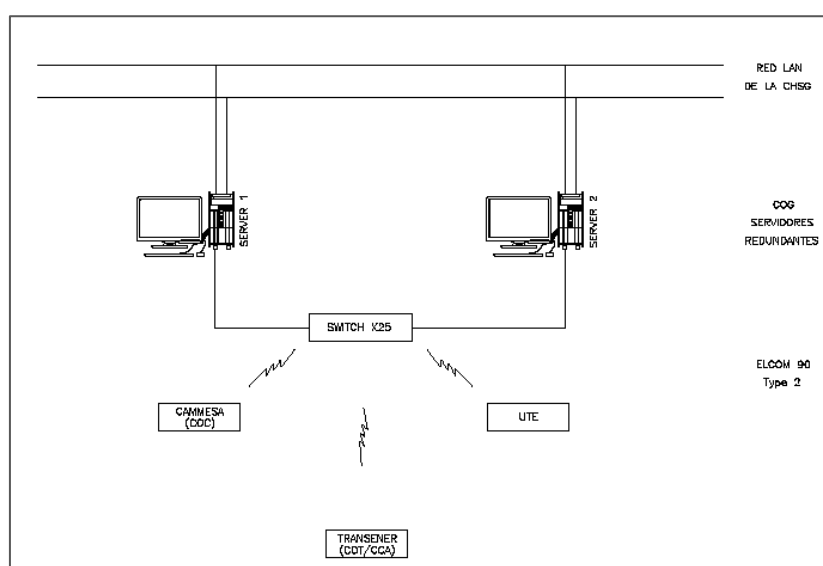 RED LAN
DE LA CHSG
SERVER 1
SERVER 2
COG
SERVIDORES
REDUNDANTES
SWITCH X25
ELCOM 90
Type 2
CAMMESA
(COC)
UTE
TRANSENER
(COT/CCA)